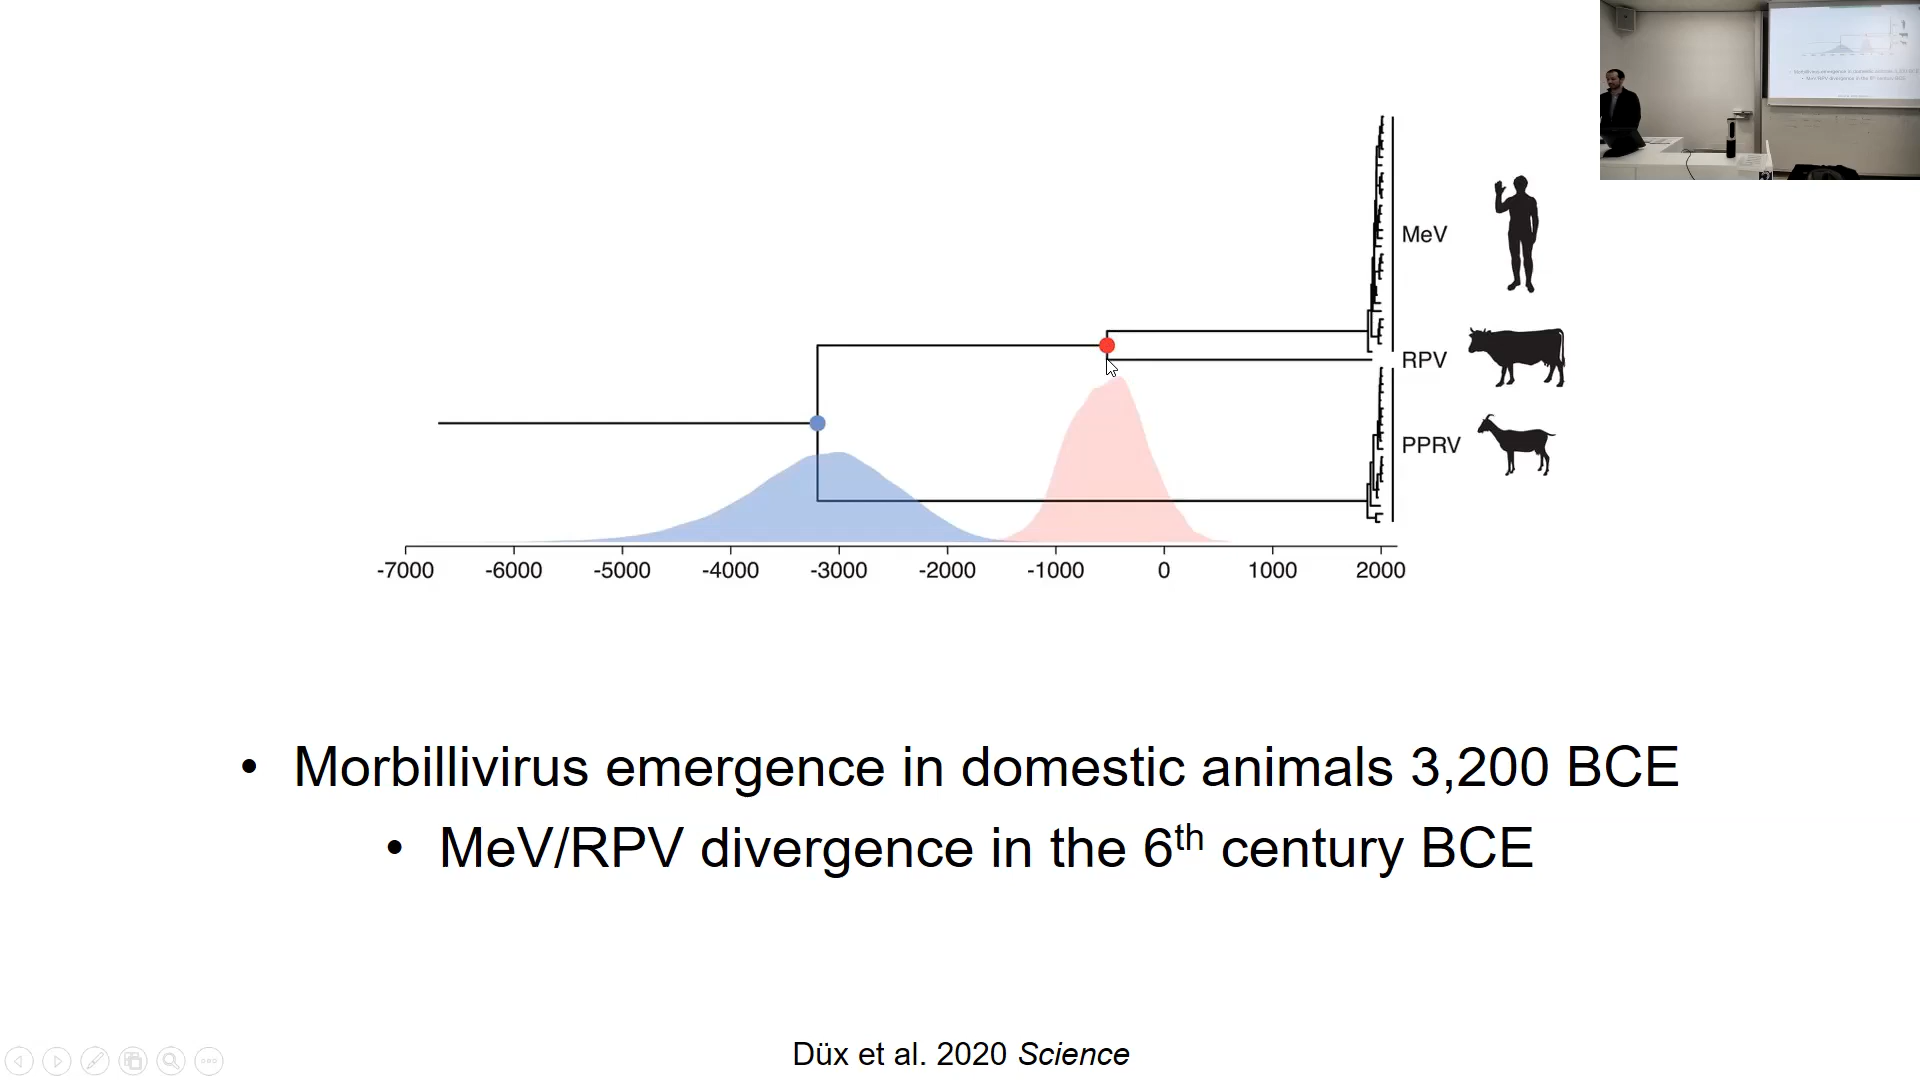 MeV
RPV
PPRV
-7000 -6000 -5000 -4000 -3000 -2000 -1000 0 1000 2000
• Morbillivirus emergence in domestic animals 3,200 BCE
• MeV/RPV divergence in the 6th century BCE
Düx et al. 2020 Science